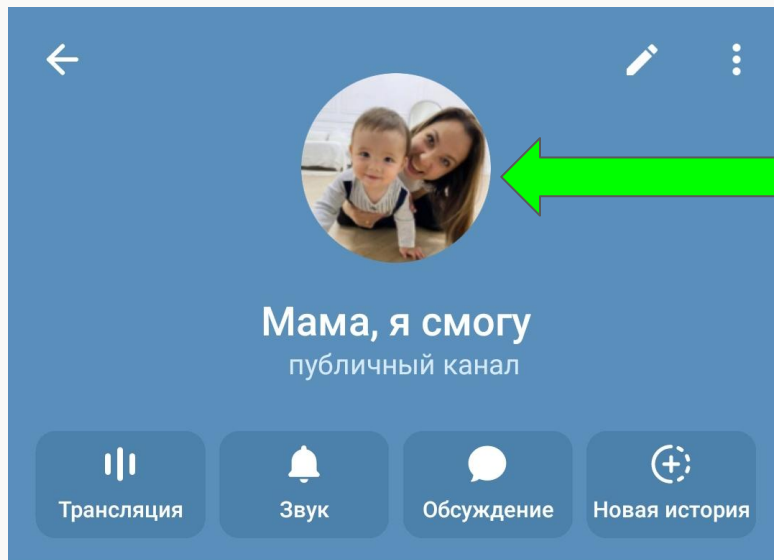 Мама, я смогу
публичный канал
Трансляция
Звук
Обсуждение
Новая история